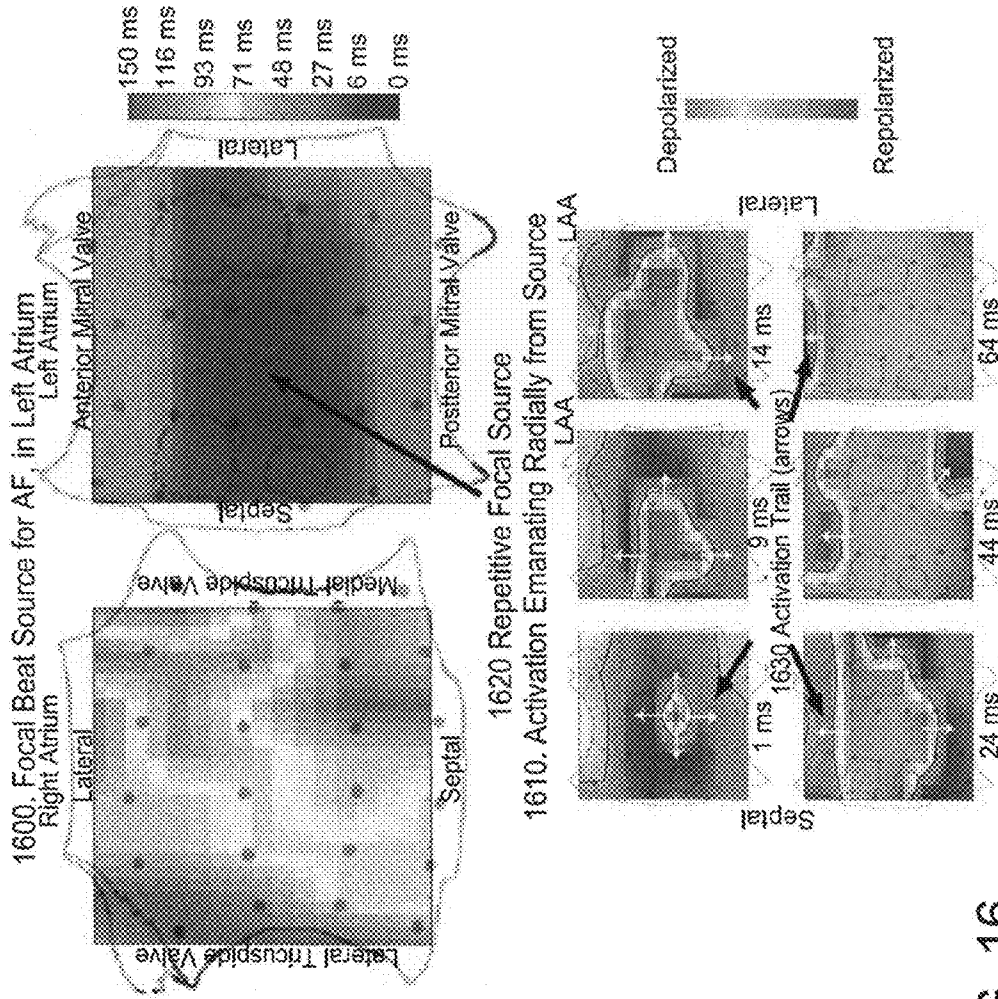 1600. Focal Beat Source for AF, in Left Atrium
Right Atrium
Left Atrium
Lateral
Anterior Mitral Valve
Lateral Tricuspide Valve
Medial Tricuspide Valve
Septal
Lateral
Septal
Postterior Mitral Valve
150 ms
116 ms
93 ms
71 ms
48 ms
27 ms
6 ms
0 ms
1620 Repetitive Focal Source
1610. Activation Emanating Radially from Source
LAA
LAA
Septal
Lateral
1 ms
9 ms
14 ms
1630 Activation Trail (arrows)
24 ms
44 ms
64 ms
Depolarized
Repolarized
16